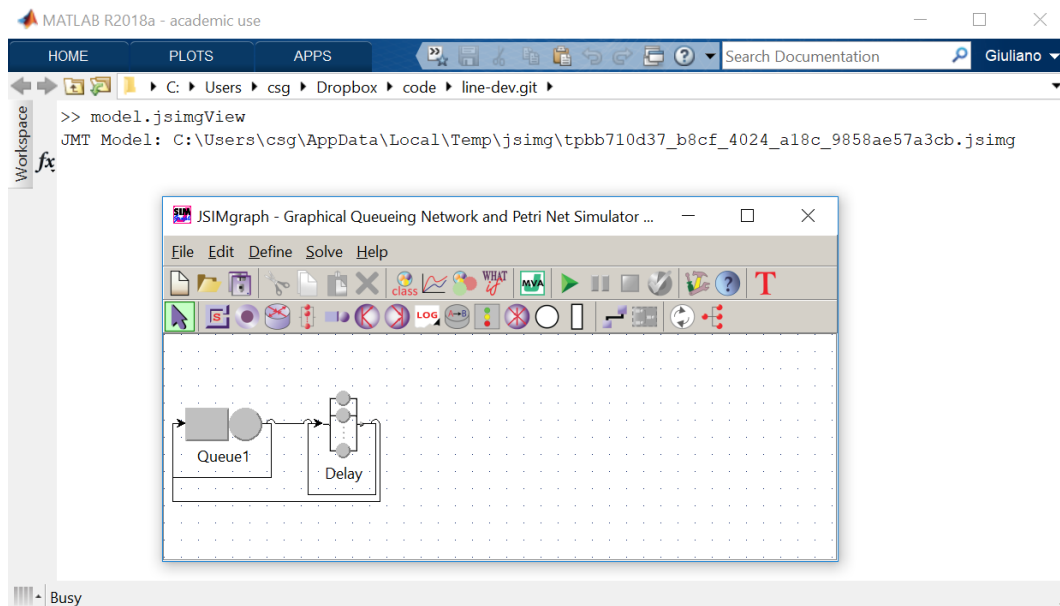 MATLAB R2018a - academic use
HOME PLOTS APPS Search Documentation Giuliano
C: Users csg Dropbox code line-dev.git
Workspace
fx
>> model.jsimgView
JMT Model: C:\Users\csg\AppData\Local\Temp\jsimg\tpbb710d37_b8cf_4024_a18c_9858ae57a3cb.jsimg
SIM JSIMgraph - Graphical Queueing Network and Petri Net Simulator ...
File Edit Define Solve Help
class WHAT if MVA ? T
S LOG A→B
Queue1
Delay
Busy